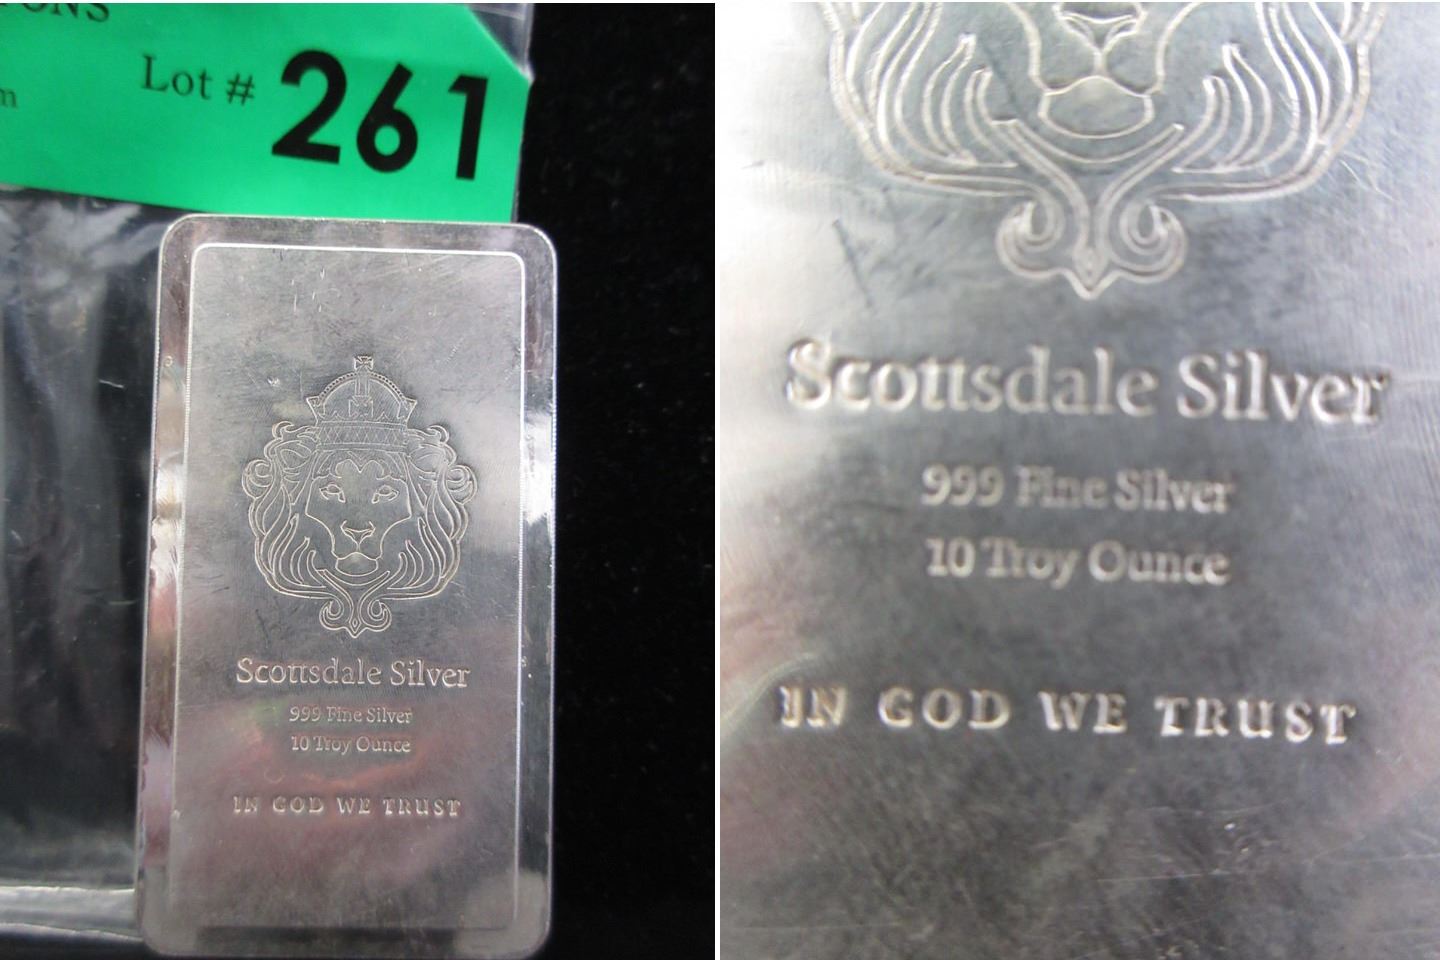 Lot # 261
Scottsdale Silver
999 Fine Silver
10 Troy Ounce
IN GOD WE TRUST
Scottsdale Silver
999 Fine Silver
10 Troy Ounce
IN GOD WE TRUST